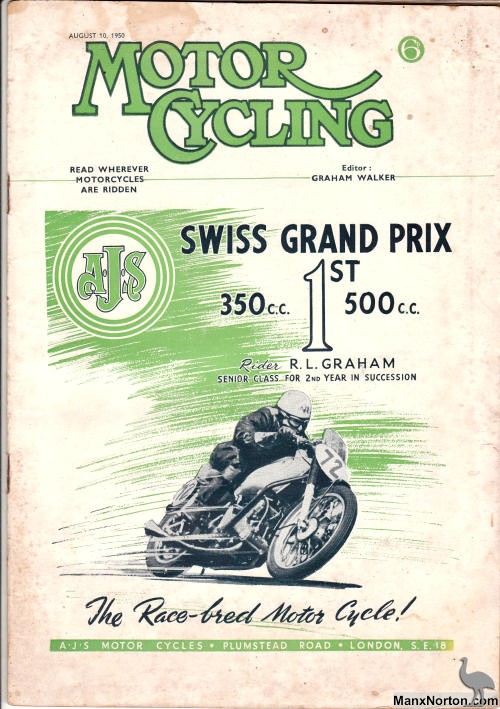 AUGUST 10, 1950
6D
MOTOR
CYCLING
READ WHEREVER
MOTORCYCLES
ARE RIDDEN
Editor:
GRAHAM WALKER
AJS
SWISS GRAND PRIX
350 C.C. 1ST 500 C.C.
Rider R.L. GRAHAM
SENIOR CLASS FOR 2ND YEAR IN SUCCESSION
72
The Race-bred Motor Cycle!
A·J·S MOTOR CYCLES • PLUMSTEAD ROAD • LONDON, S.E.18
ManxNorton.com